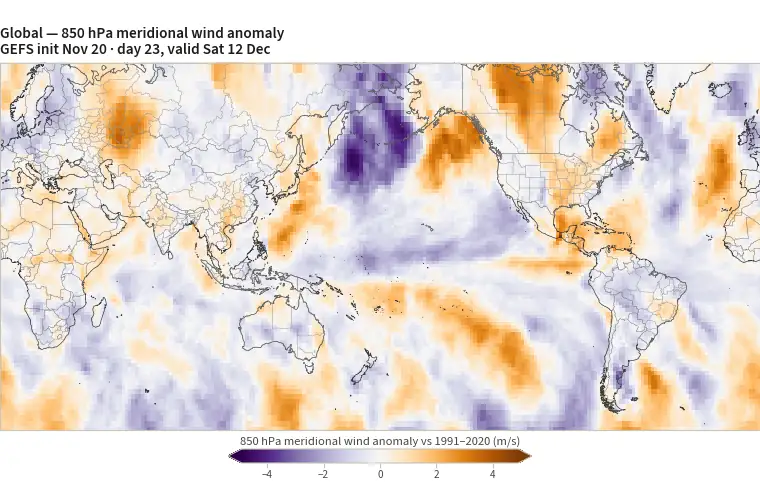 Global — 850 hPa meridional wind anomaly
GEFS init Nov 20 · day 23, valid Sat 12 Dec
850 hPa meridional wind anomaly vs 1991–2020 (m/s)
−4 −2 0 2 4